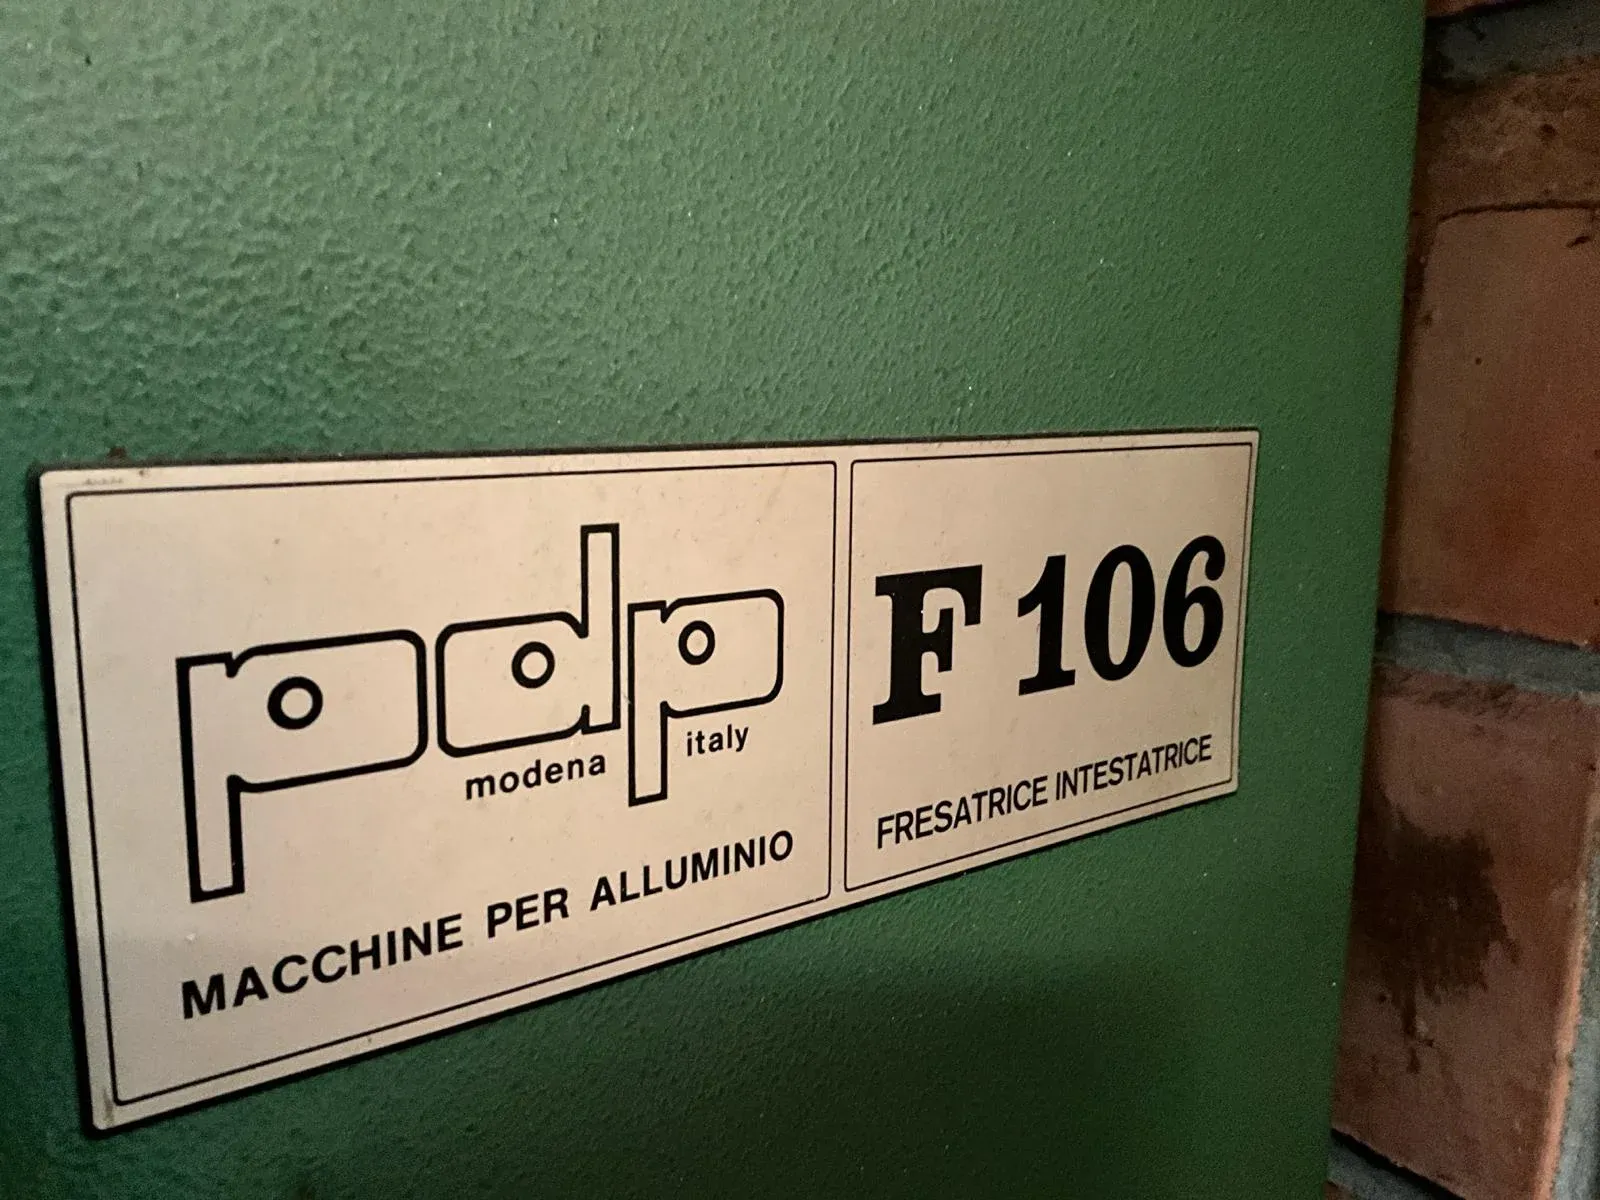 pdp
modena
italy
MACCHINE PER ALLUMINIO
F 106
FRESATRICE INTESTATRICE